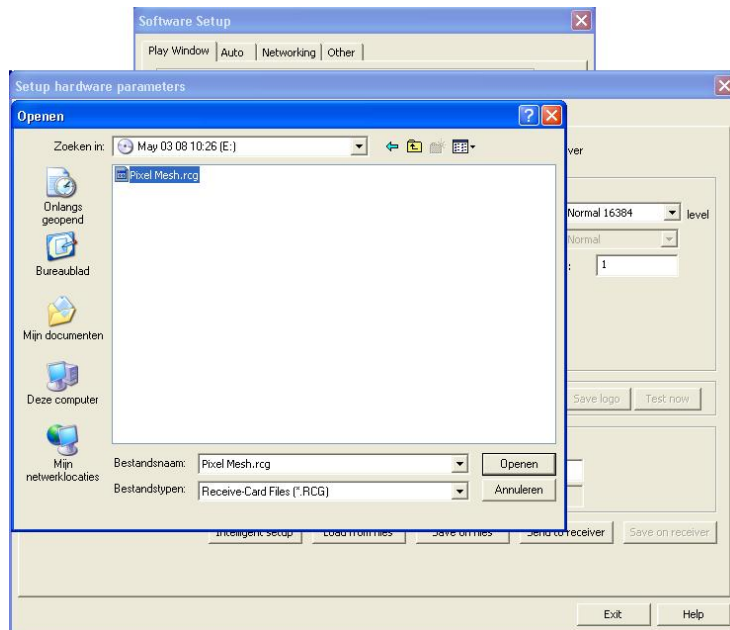 Software Setup
Play Window Auto Networking Other
Setup hardware parameters
Openen
Zoeken in: May 03 08 10:26 (E:)
ver
Pixel Mesh.rcg
Onlangs
geopend
Normal 16384 level
Normal
: 1
Bureaublad
Mijn documenten
Deze computer
Save logo Test now
Mijn
netwerklocaties
Bestandsnaam: Pixel Mesh.rcg Openen
Bestandstypen: Receive-Card Files (*.RCG) Annuleren
Intelligent setup Load from files Save on files Send to receiver Save on receiver
Exit Help